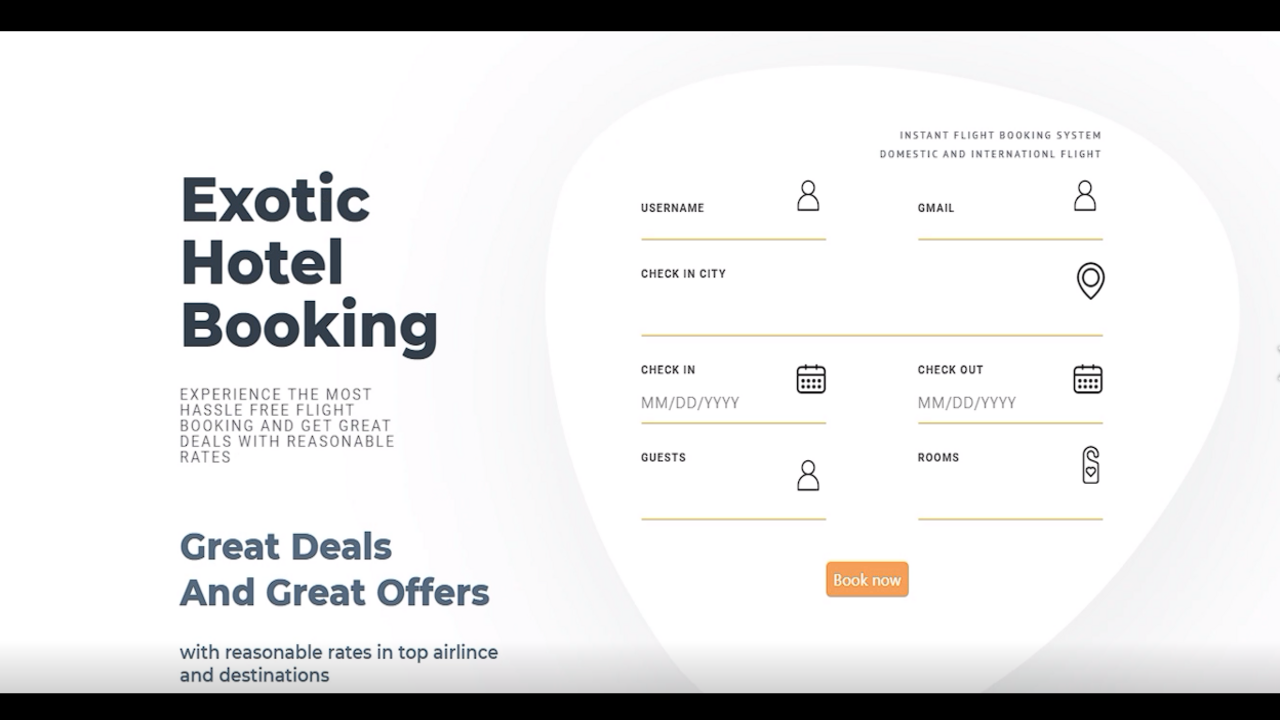 Exotic
Hotel
Booking
EXPERIENCE THE MOST
HASSLE FREE FLIGHT
BOOKING AND GET GREAT
DEALS WITH REASONABLE
RATES
Great Deals
And Great Offers
with reasonable rates in top airlince
and destinations
INSTANT FLIGHT BOOKING SYSTEM
DOMESTIC AND INTERNATIONL FLIGHT
USERNAME
GMAIL
CHECK IN CITY
CHECK IN
CHECK OUT
MM/DD/YYYY
MM/DD/YYYY
GUESTS
ROOMS
Book now